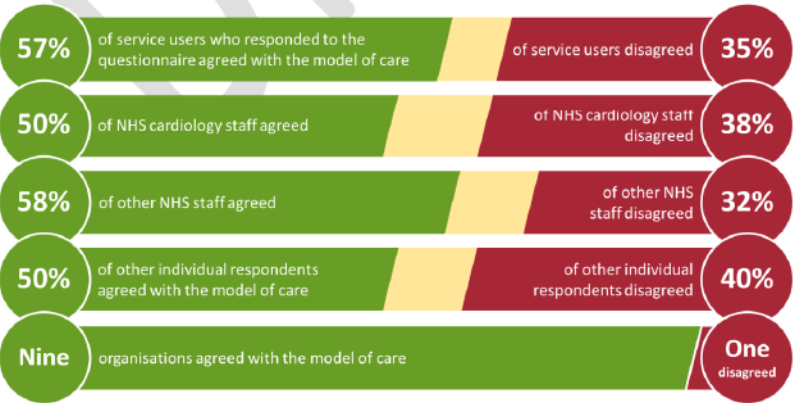 57%
of service users who responded to the
questionnaire agreed with the model of care
of service users disagreed
35%
50%
of NHS cardiology staff agreed
of NHS cardiology staff
disagreed
38%
58%
of other NHS staff agreed
of other NHS
staff disagreed
32%
50%
of other individual respondents
agreed with the model of care
of other individual
respondents disagreed
40%
Nine
organisations agreed with the model of care
One
disagreed